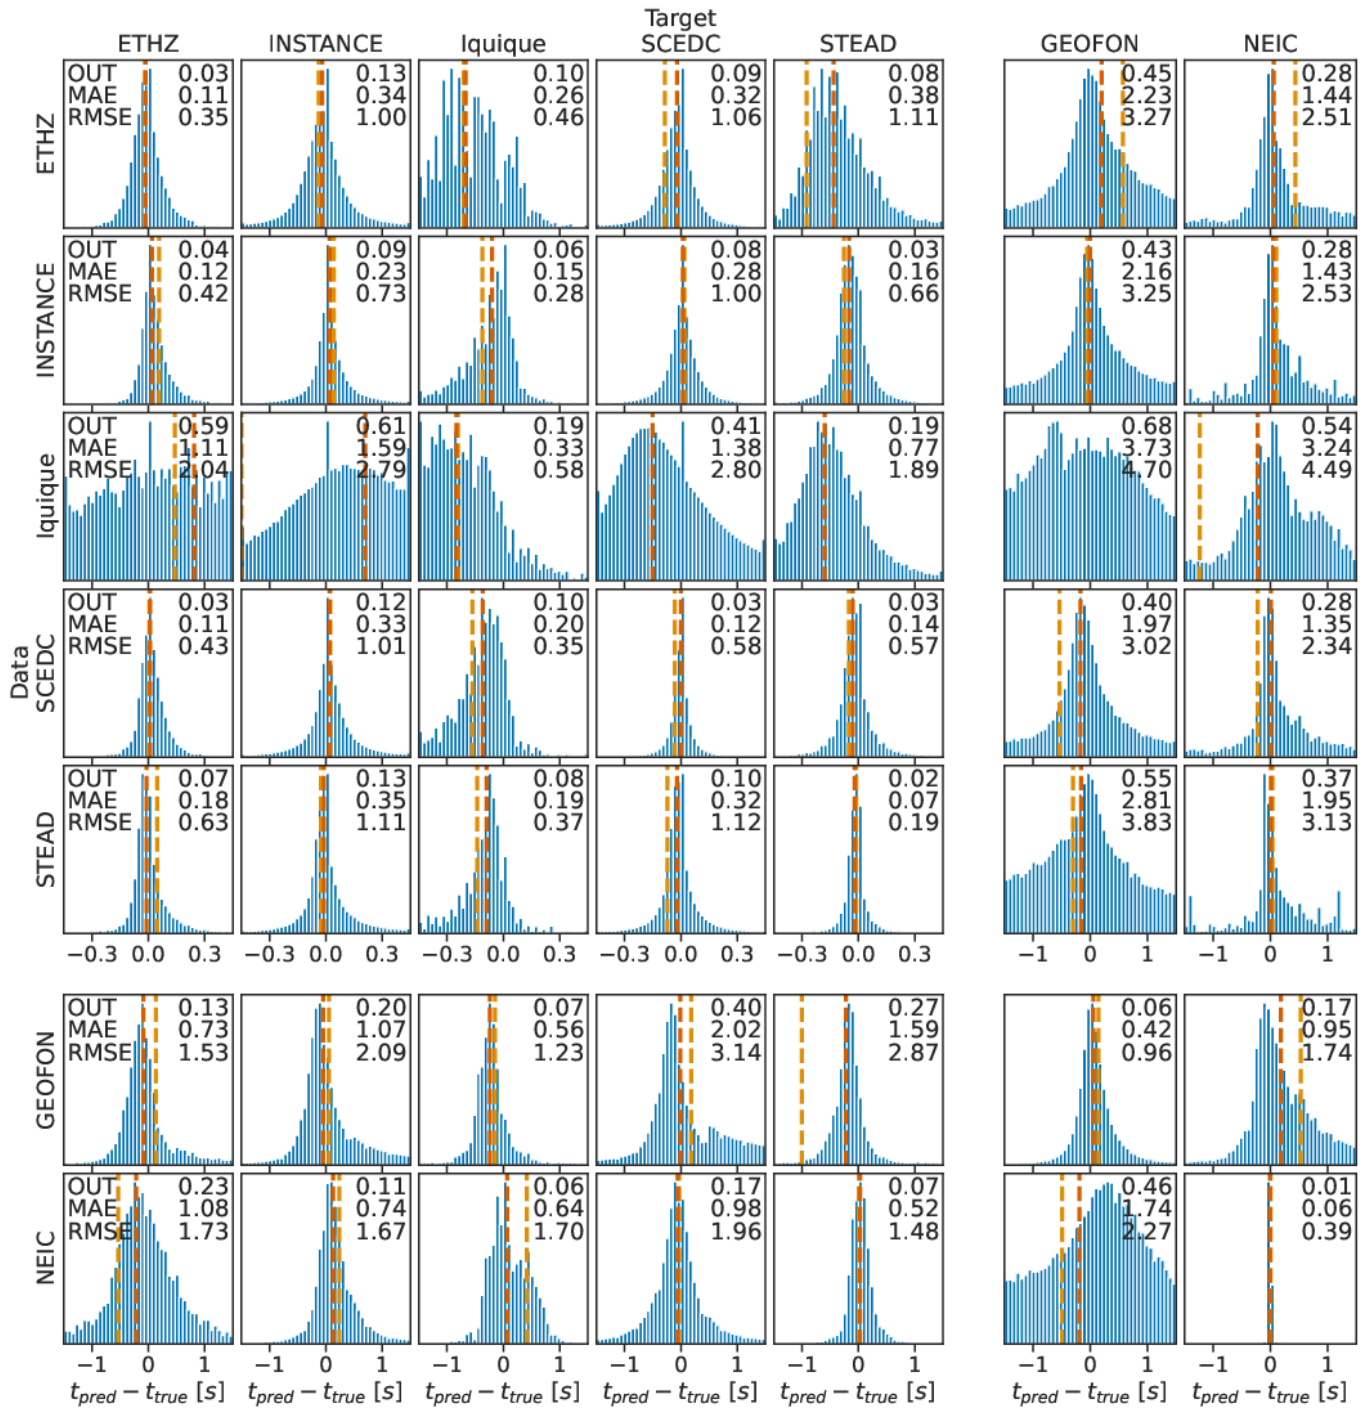 Target
ETHZ INSTANCE Iquique SCEDC STEAD GEOFON NEIC
Data
ETHZ
OUT 0.03 0.13 0.10 0.09 0.08 0.45 0.28
MAE 0.11 0.34 0.26 0.32 0.38 2.23 1.44
RMSE 0.35 1.00 0.46 1.06 1.11 3.27 2.51
INSTANCE
OUT 0.04 0.09 0.06 0.08 0.03 0.43 0.28
MAE 0.12 0.23 0.15 0.28 0.16 2.16 1.43
RMSE 0.42 0.73 0.28 1.00 0.66 3.25 2.53
Iquique
OUT 0.59 0.61 0.19 0.41 0.19 0.68 0.54
MAE 1.11 1.59 0.33 1.38 0.77 3.73 3.24
RMSE 2.04 2.79 0.58 2.80 1.89 4.70 4.49
SCEDC
OUT 0.03 0.12 0.10 0.03 0.03 0.40 0.28
MAE 0.11 0.33 0.20 0.12 0.14 1.97 1.35
RMSE 0.43 1.01 0.35 0.58 0.57 3.02 2.34
STEAD
OUT 0.07 0.13 0.08 0.10 0.02 0.55 0.37
MAE 0.18 0.35 0.19 0.32 0.07 2.81 1.95
RMSE 0.63 1.11 0.37 1.12 0.19 3.83 3.13
−0.3 0.0 0.3 −0.3 0.0 0.3 −0.3 0.0 0.3 −0.3 0.0 0.3 −0.3 0.0 0.3 −1 0 1 −1 0 1
GEOFON
OUT 0.13 0.20 0.07 0.40 0.27 0.06 0.17
MAE 0.73 1.07 0.56 2.02 1.59 0.42 0.95
RMSE 1.53 2.09 1.23 3.14 2.87 0.96 1.74
NEIC
OUT 0.23 0.11 0.06 0.17 0.07 0.46 0.01
MAE 1.08 0.74 0.64 0.98 0.52 1.74 0.06
RMSE 1.73 1.67 1.70 1.96 1.48 2.27 0.39
−1 0 1 −1 0 1 −1 0 1 −1 0 1 −1 0 1 −1 0 1 −1 0 1
t_pred − t_true [s] t_pred − t_true [s] t_pred − t_true [s] t_pred − t_true [s] t_pred − t_true [s] t_pred − t_true [s] t_pred − t_true [s]